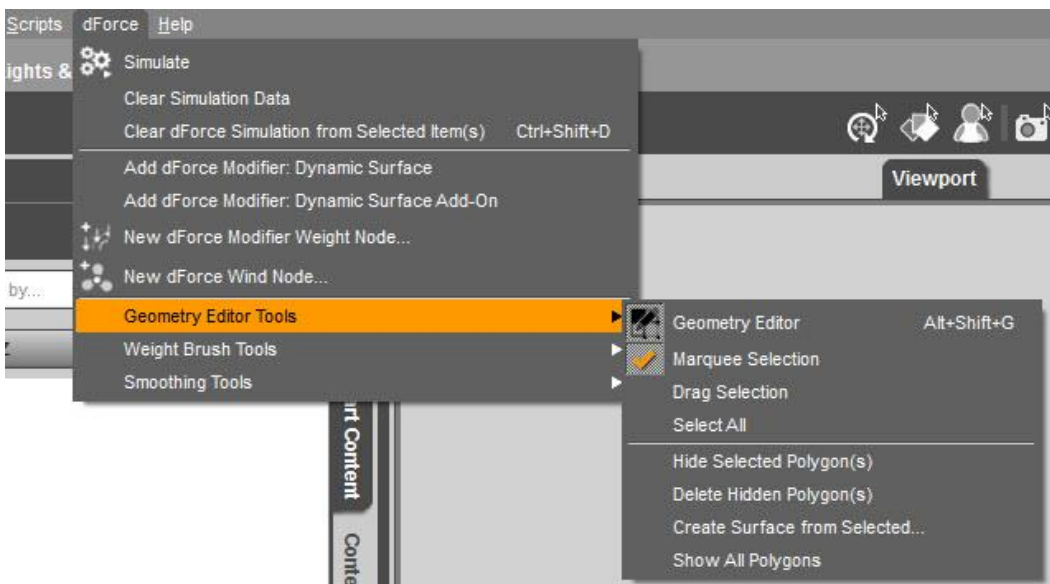 Scripts dForce Help
ights &
Simulate
Clear Simulation Data
Clear dForce Simulation from Selected Item(s) Ctrl+Shift+D
Add dForce Modifier: Dynamic Surface
Viewport
Add dForce Modifier: Dynamic Surface Add-On
New dForce Modifier Weight Node...
New dForce Wind Node...
by...
Geometry Editor Tools
Weight Brush Tools
Smoothing Tools
Geometry Editor Alt+Shift+G
Marquee Selection
Drag Selection
Select All
Hide Selected Polygon(s)
Delete Hidden Polygon(s)
Create Surface from Selected...
Show All Polygons
rt Content
Conte